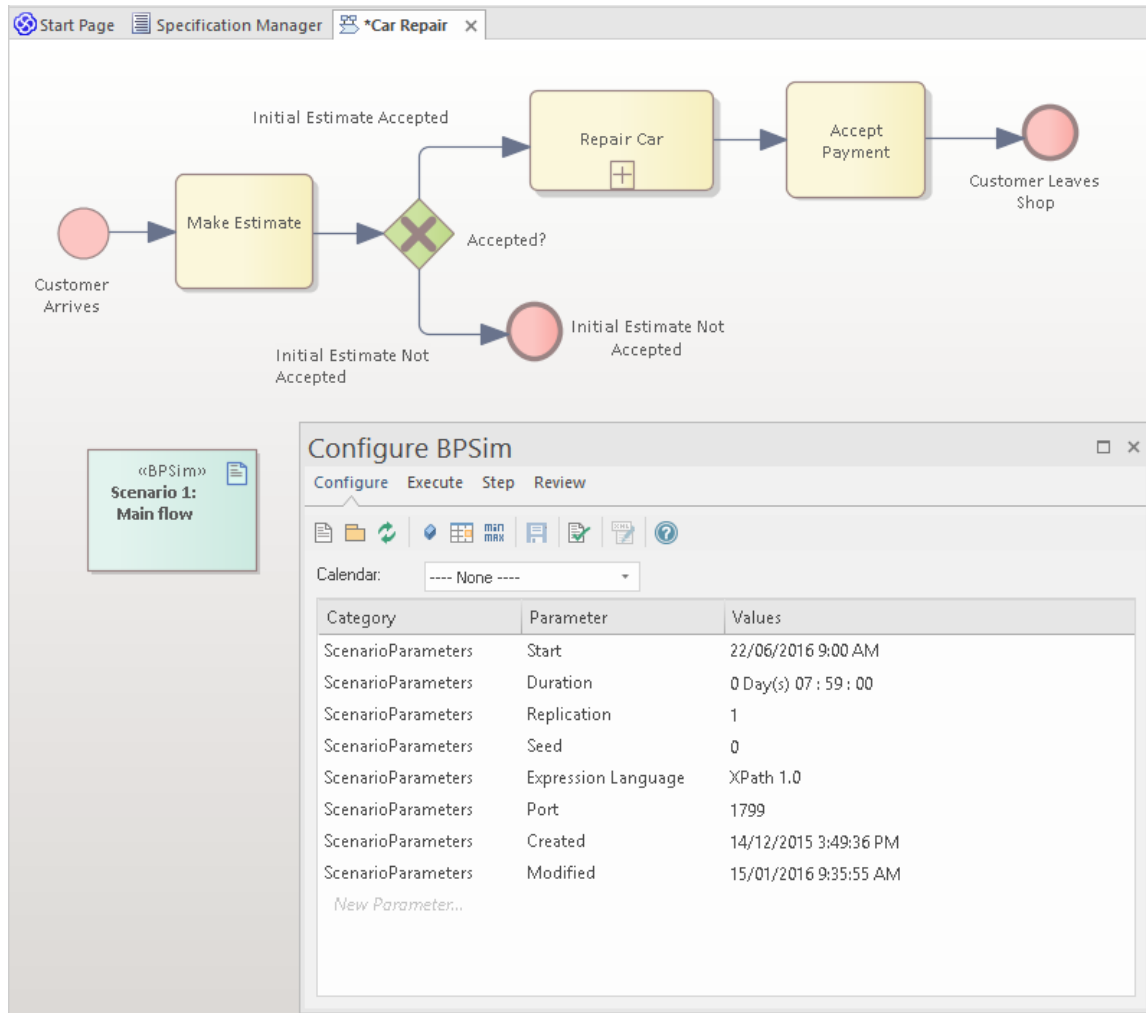 Start Page
Specification Manager
*Car Repair
Initial Estimate Accepted
Repair Car
Accept
Payment
Customer Leaves
Shop
Make Estimate
Accepted?
Customer
Arrives
Initial Estimate Not
Accepted
Initial Estimate Not
Accepted
«BPSim»
Scenario 1:
Main flow
Configure BPSim
Configure Execute Step Review
min
max
XML
Calendar: ---- None ----
Category Parameter Values
ScenarioParameters Start 22/06/2016 9:00 AM
ScenarioParameters Duration 0 Day(s) 07 : 59 : 00
ScenarioParameters Replication 1
ScenarioParameters Seed 0
ScenarioParameters Expression Language XPath 1.0
ScenarioParameters Port 1799
ScenarioParameters Created 14/12/2015 3:49:36 PM
ScenarioParameters Modified 15/01/2016 9:35:55 AM
New Parameter...